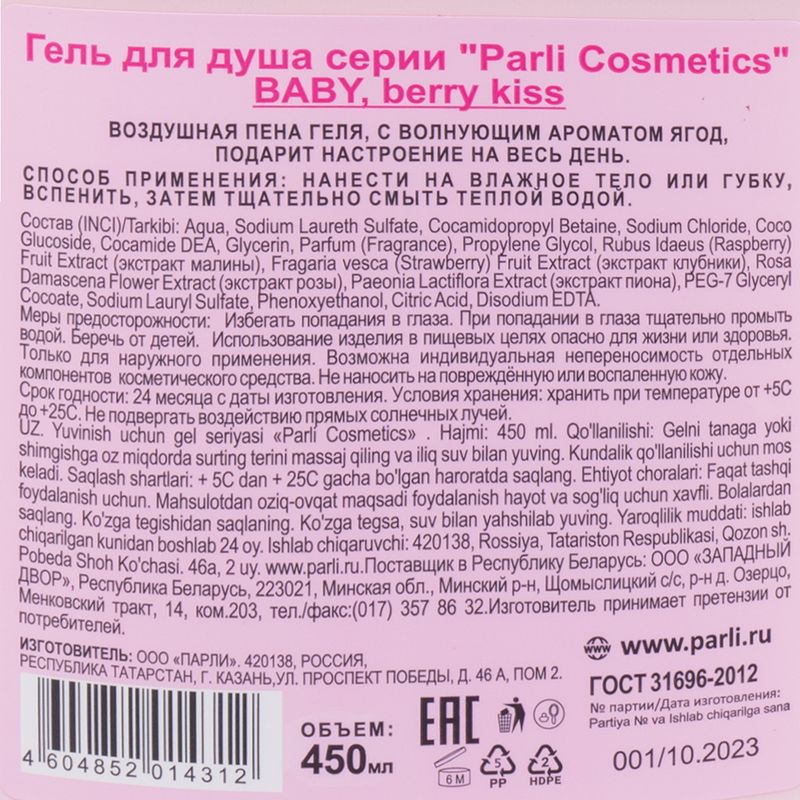 Гель для душа серии "Parli Cosmetics"
BABY, berry kiss
ВОЗДУШНАЯ ПЕНА ГЕЛЯ, С ВОЛНУЮЩИМ АРОМАТОМ ЯГОД,
ПОДАРИТ НАСТРОЕНИЕ НА ВЕСЬ ДЕНЬ.
СПОСОБ ПРИМЕНЕНИЯ: НАНЕСТИ НА ВЛАЖНОЕ ТЕЛО ИЛИ ГУБКУ,
ВСПЕНИТЬ, ЗАТЕМ ТЩАТЕЛЬНО СМЫТЬ ТЕПЛОЙ ВОДОЙ.
Состав (INCI)/Tarkibi: Aqua, Sodium Laureth Sulfate, Cocamidopropyl Betaine, Sodium Chloride, Coco
Glucoside, Cocamide DEA, Glycerin, Parfum (Fragrance), Propylene Glycol, Rubus Idaeus (Raspberry)
Fruit Extract (экстракт малины), Fragaria vesca (Strawberry) Fruit Extract (экстракт клубники), Rosa
Damascena Flower Extract (экстракт розы), Paeonia Lactiflora Extract (экстракт пиона), PEG-7 Glyceryl
Cocoate, Sodium Lauryl Sulfate, Phenoxyethanol, Citric Acid, Disodium EDTA.
Меры предосторожности: Избегать попадания в глаза. При попадании в глаза тщательно промыть
водой. Беречь от детей. Использование изделия в пищевых целях опасно для жизни или здоровья.
Только для наружного применения. Возможна индивидуальная непереносимость отдельных
компонентов косметического средства. Не наносить на повреждённую или воспаленную кожу.
Срок годности: 24 месяца с даты изготовления. Условия хранения: хранить при температуре от +5С
до +25С. Не подвергать воздействию прямых солнечных лучей.
UZ. Yuvinish uchun gel seriyasi «Parli Cosmetics» . Hajmi: 450 ml. Qo'llanilishi: Gelni tanaga yoki
shimgishga oz miqdorda surting terini massaj qiling va iliq suv bilan yuving. Kundalik qo'llanilish uchun mos
keladi. Saqlash shartlari: + 5C dan + 25C gacha bo'lgan haroratda saqlang. Ehtiyot choralari: Faqat tashqi
foydalanish uchun. Mahsulotdan oziq-ovqat maqsadi foydalanish hayot va sog'liq uchun xavfli. Bolalardan
saqlang. Ko'zga tegishidan saqlaning. Ko'zga tegsa, suv bilan yahshilab yuving. Yaroqlilik muddati: ishlab
chiqarilgan kunidan boshlab 24 oy. Ishlab chiqaruvchi: 420138, Rossiya, Tatariston Respublikasi, Qozon sh.
Pobeda Shoh Ko'chasi. 46a, 2 uy. www.parli.ru.Поставщик в Республику Беларусь: ООО «ЗАПАДНЫЙ
ДВОР», Республика Беларусь, 223021, Минская обл., Минский р-н, Щомыслицкий с/с, р-н д. Озерцо,
Менковский тракт, 14, ком.203, тел./факс:(017) 357 86 32.Изготовитель принимает претензии от
потребителей.
ИЗГОТОВИТЕЛЬ: ООО «ПАРЛИ». 420138, РОССИЯ,
РЕСПУБЛИКА ТАТАРСТАН, Г. КАЗАНЬ,УЛ. ПРОСПЕКТ ПОБЕДЫ, Д. 46 А, ПОМ 2.
www www.parli.ru
ГОСТ 31696-2012
№ партии/Дата изготовления:
Partiya № va Ishlab chiqarilga sana
001/10.2023
4 604852 014312
ОБЪЕМ:
450мл
EAC
6 M
5
PP
2
HDPE